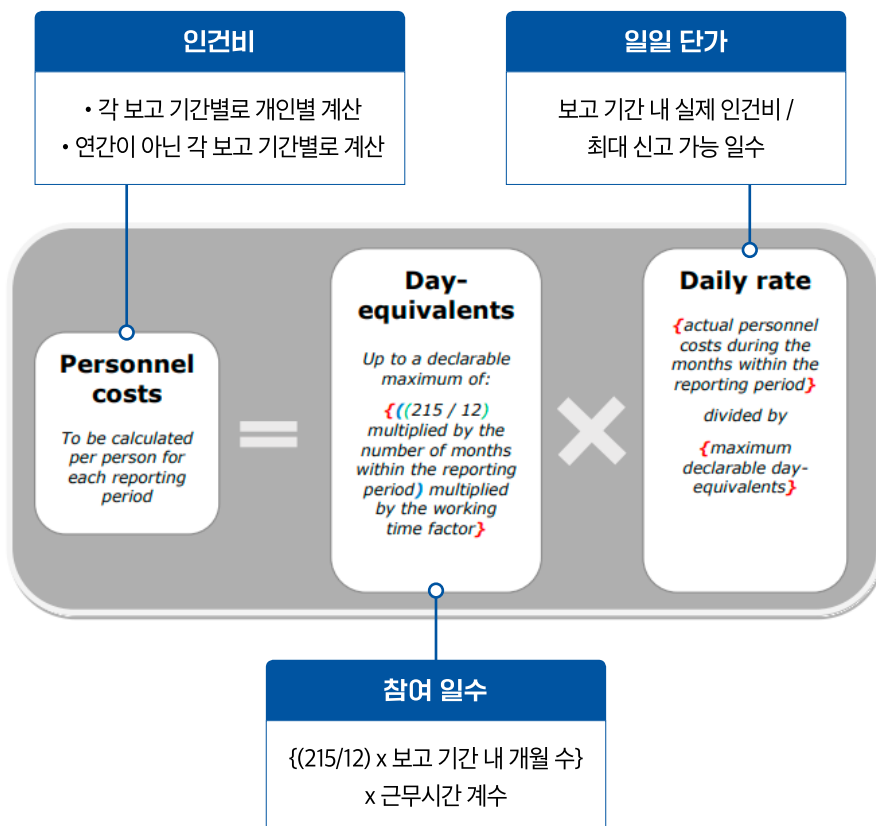 인건비
• 각 보고 기간별로 개인별 계산
• 연간이 아닌 각 보고 기간별로 계산
일일 단가
보고 기간 내 실제 인건비 /
최대 신고 가능 일수
Personnel
costs
To be calculated
per person for
each reporting
period
=
Day-
equivalents
Up to a declarable
maximum of:
{((215 / 12)
multiplied by the
number of months
within the reporting
period) multiplied
by the working
time factor}
×
Daily rate
{actual personnel
costs during the
months within the
reporting period}
divided by
{maximum
declarable day-
equivalents}
참여 일수
{(215/12) x 보고 기간 내 개월 수}
x 근무시간 계수